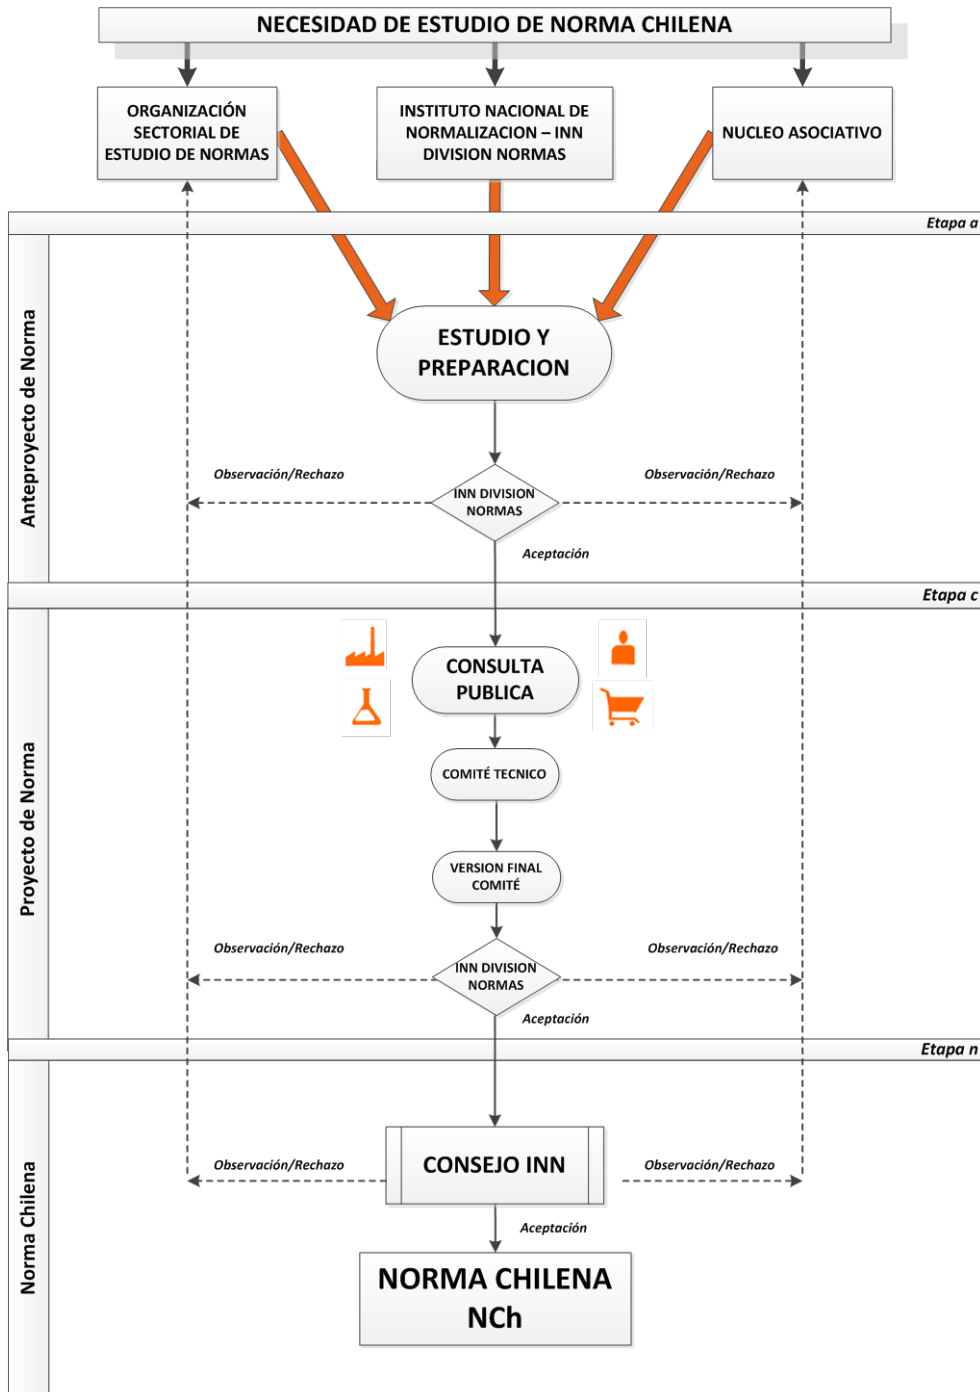 NECESIDAD DE ESTUDIO DE NORMA CHILENA
ORGANIZACIÓN
SECTORIAL DE
ESTUDIO DE NORMAS
INSTITUTO NACIONAL DE
NORMALIZACION – INN
DIVISION NORMAS
NUCLEO ASOCIATIVO
Etapa a
Anteproyecto de Norma
ESTUDIO Y
PREPARACION
Observación/Rechazo
INN DIVISION
NORMAS
Observación/Rechazo
Aceptación
Etapa c
Proyecto de Norma
CONSULTA
PUBLICA
COMITÉ TECNICO
VERSION FINAL
COMITÉ
Observación/Rechazo
INN DIVISION
NORMAS
Observación/Rechazo
Aceptación
Etapa n
Norma Chilena
Observación/Rechazo
CONSEJO INN
Observación/Rechazo
Aceptación
NORMA CHILENA
NCh